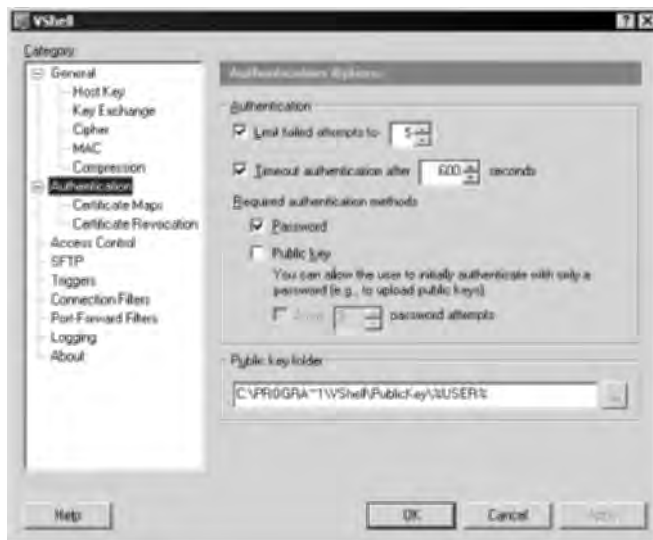 VShell
Category
General
Host Key
Key Exchange
Cipher
MAC
Compression
Authentication
Certificate Maps
Certificate Revocation
Access Control
SFTP
Triggers
Connection Filters
Port-Forward Filters
Logging
About
Authentication Options
Authentication
Limit failed attempts to 5
Timeout authentication after 600 seconds
Required authentication methods
Password
Public key
You can allow the user to initially authenticate with only a
password (e.g., to upload public keys)
password attempts
Public key folder
C:\PROGRA~1\VShell\PublicKey\%USER%
...
Help
OK
Cancel
Apply